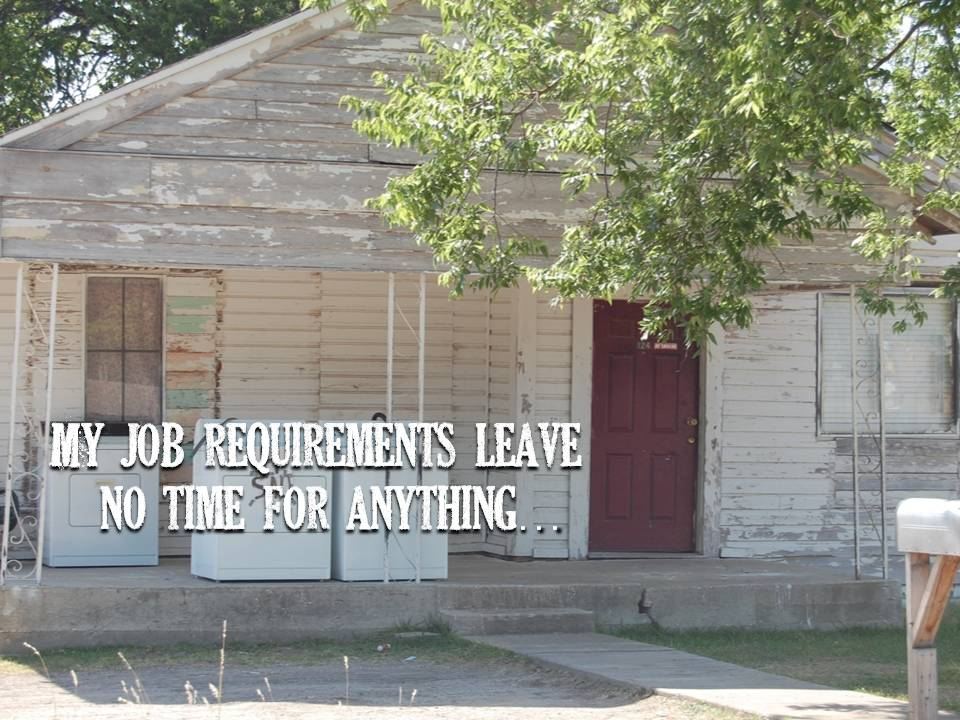 MY JOB REQUIREMENTS LEAVE
NO TIME FOR ANYTHING...